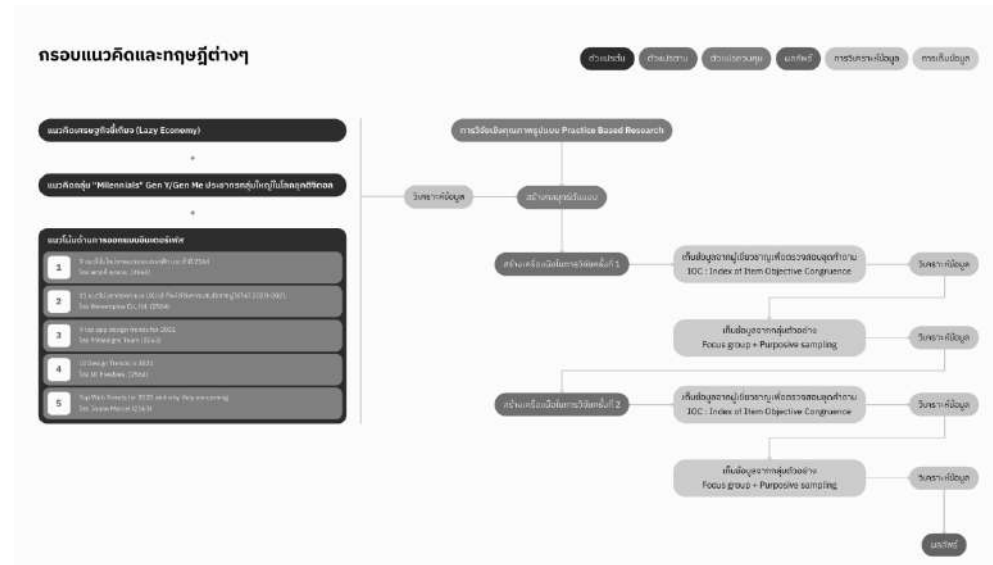 กรอบแนวคิดและทฤษฎีต่างๆ
ตัวแปรต้น
ตัวแปรตาม
ตัวแปรควบคุม
ผลลัพธ์
การวิเคราะห์ข้อมูล
การเก็บข้อมูล
แนวคิดเศรษฐกิจขี้เกียจ (Lazy Economy)
+
แนวคิดกลุ่ม "Milennials" Gen Y/Gen Me ประชากรกลุ่มใหญ่ในโลกยุคดิจิตอล
+
แนวโน้มด้านการออกแบบอินเตอร์เฟส
1
2
3
4
UI Design Trends in 2021
5
การวิจัยเชิงคุณภาพรูปแบบ Practice Based Research
วิเคราะห์ข้อมูล
สร้างกลยุทธ์ต้นแบบ
สร้างเครื่องมือในการวิจัยครั้งที่ 1
เก็บข้อมูลจากผู้เชี่ยวชาญเพื่อตรวจสอบชุดคำถาม
IOC : Index of Item Objective Congruence
วิเคราะห์ข้อมูล
เก็บข้อมูลจากกลุ่มตัวอย่าง
Focus group + Purposive sampling
วิเคราะห์ข้อมูล
สร้างเครื่องมือในการวิจัยครั้งที่ 2
เก็บข้อมูลจากผู้เชี่ยวชาญเพื่อตรวจสอบชุดคำถาม
IOC : Index of Item Objective Congruence
วิเคราะห์ข้อมูล
เก็บข้อมูลจากกลุ่มตัวอย่าง
Focus group + Purposive sampling
วิเคราะห์ข้อมูล
ผลลัพธ์